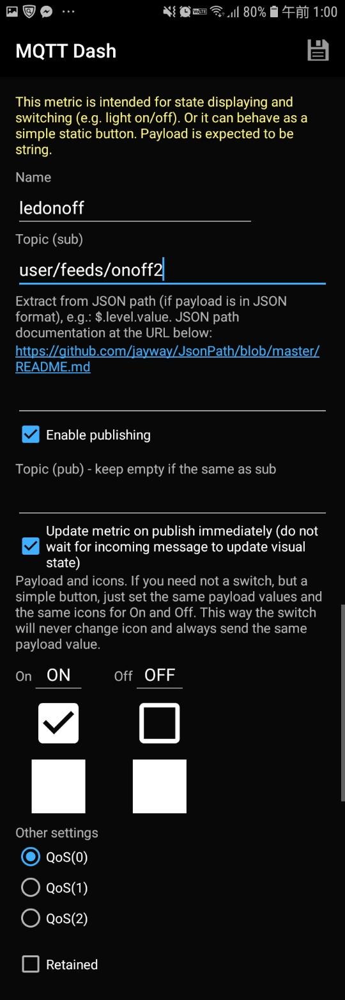 80% 午前 1:00
MQTT Dash
This metric is intended for state displaying and
switching (e.g. light on/off). Or it can behave as a
simple static button. Payload is expected to be
string.
Name
ledonoff
Topic (sub)
user/feeds/onoff2
Extract from JSON path (if payload is in JSON
format), e.g.: $.level.value. JSON path
documentation at the URL below:
https://github.com/jayway/JsonPath/blob/master/
README.md
Enable publishing
Topic (pub) - keep empty if the same as sub
Update metric on publish immediately (do not
wait for incoming message to update visual
state)
Payload and icons. If you need not a switch, but a
simple button, just set the same payload values and
the same icons for On and Off. This way the switch
will never change icon and always send the same
payload value.
On ON Off OFF
Other settings
QoS(0)
QoS(1)
QoS(2)
Retained